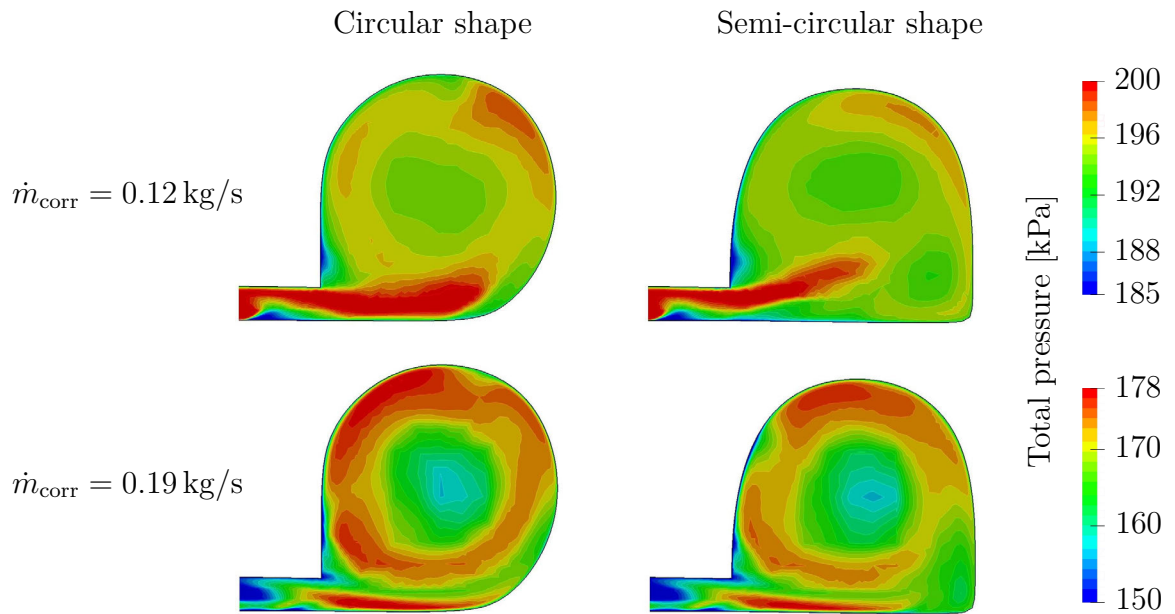 Circular shape
Semi-circular shape
ṁcorr = 0.12 kg/s
ṁcorr = 0.19 kg/s
Total pressure [kPa]
200
196
192
188
185
178
170
160
150